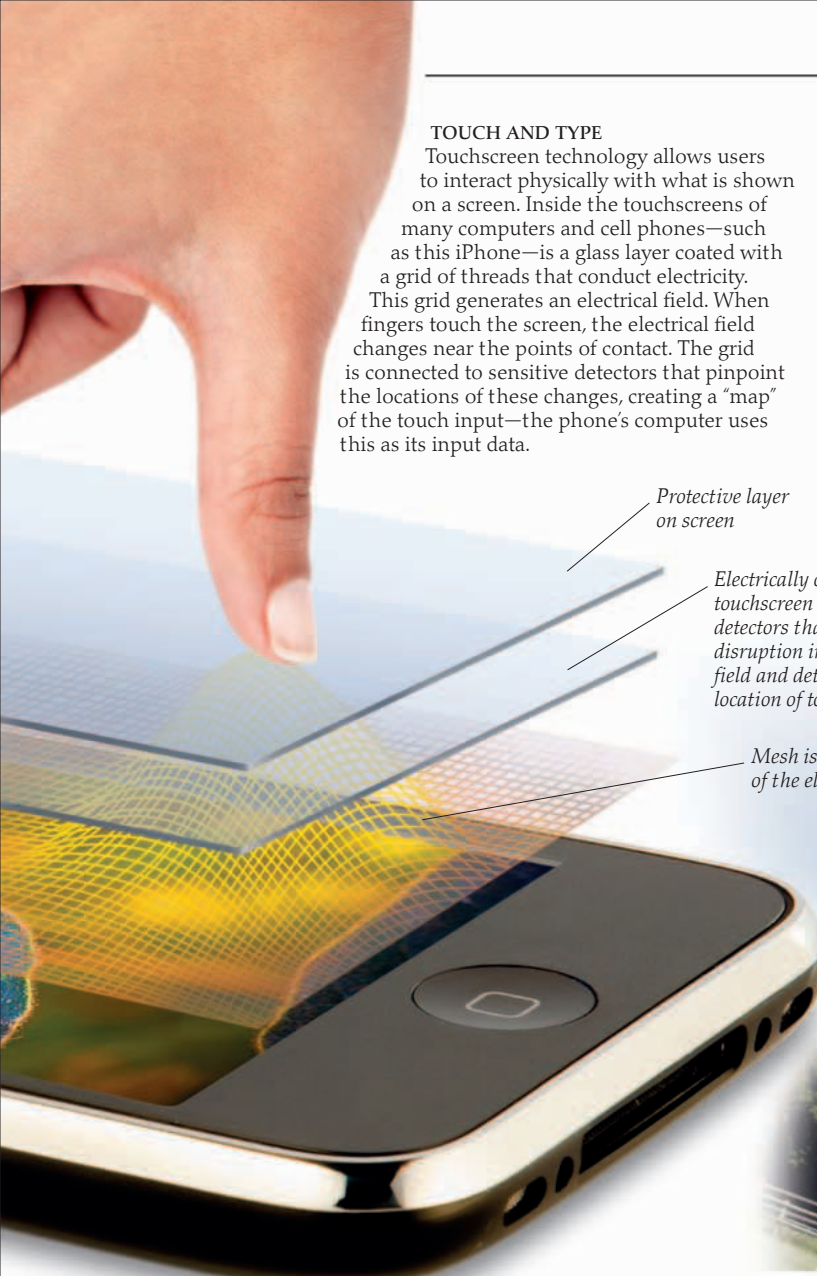 TOUCH AND TYPE
Touchscreen technology allows users
to interact physically with what is shown
on a screen. Inside the touchscreens of
many computers and cell phones—such
as this iPhone—is a glass layer coated with
a grid of threads that conduct electricity.
This grid generates an electrical field. When
fingers touch the screen, the electrical field
changes near the points of contact. The grid
is connected to sensitive detectors that pinpoint
the locations of these changes, creating a “map”
of the touch input—the phone’s computer uses
this as its input data.
Protective layer
on screen
Electrically
touchscreen
detectors
disruption
field and
location of
Mesh is
of the